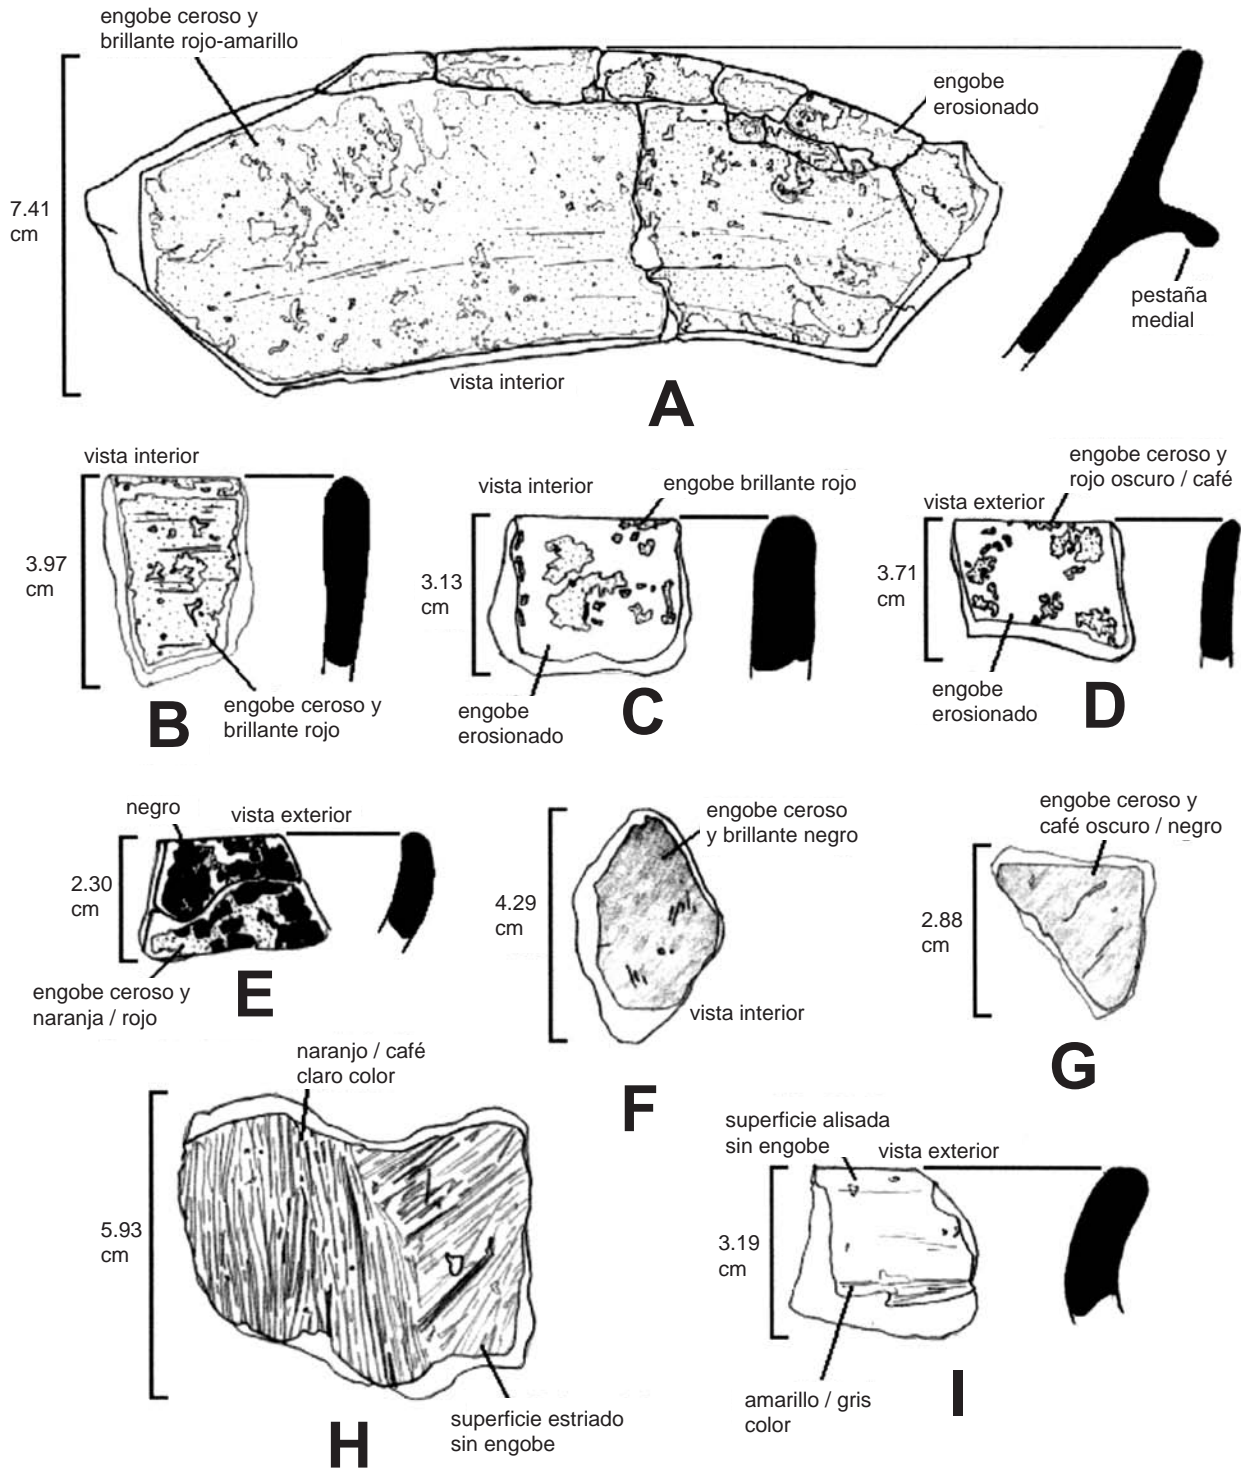 engobe ceroso y
brillante rojo-amarillo
engobe
erosionado
7.41
cm
pestaña
medial
vista interior
A
vista interior
3.97
cm
engobe ceroso y
brillante rojo
B
vista interior
engobe brillante rojo
3.13
cm
engobe
erosionado
C
engobe ceroso y
rojo oscuro / café
vista exterior
3.71
cm
engobe
erosionado
D
negro
vista exterior
2.30
cm
engobe ceroso y
naranja / rojo
E
engobe ceroso
y brillante negro
4.29
cm
vista interior
F
engobe ceroso y
café oscuro / negro
2.88
cm
G
naranjo / café
claro color
5.93
cm
superficie estriado
sin engobe
H
superficie alisada
sin engobe
vista exterior
3.19
cm
amarillo / gris
color
I